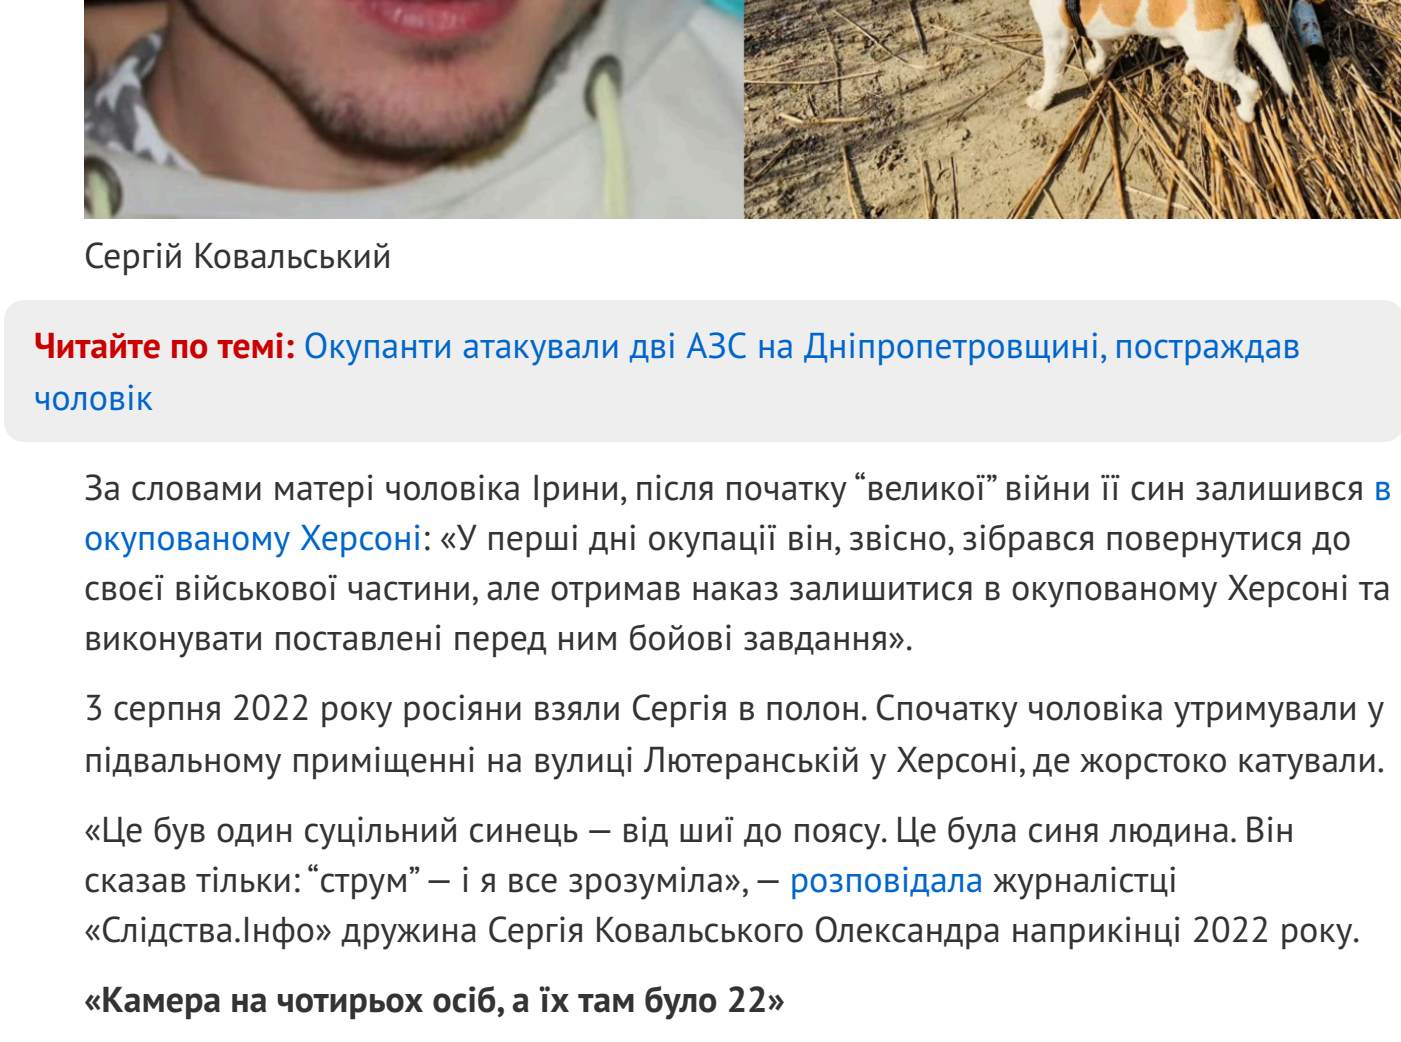 Сергій Ковальський
Читайте по темі: Окупанти атакували дві АЗС на Дніпропетровщині, постраждав
чоловік
За словами матері чоловіка Ірини, після початку “великої” війни її син залишився в
окупованому Херсоні: «У перші дні окупації він, звісно, зібрався повернутися до
своєї військової частини, але отримав наказ залишитися в окупованому Херсоні та
виконувати поставлені перед ним бойові завдання».
3 серпня 2022 року росіяни взяли Сергія в полон. Спочатку чоловіка утримували у
підвальному приміщенні на вулиці Лютеранській у Херсоні, де жорстоко катували.
«Це був один суцільний синець — від шиї до поясу. Це була синя людина. Він
сказав тільки: “струм” — і я все зрозуміла», — розповідала журналістці
«Слідства.Інфо» дружина Сергія Ковальського Олександра наприкінці 2022 року.
«Камера на чотирьох осіб, а їх там було 22»